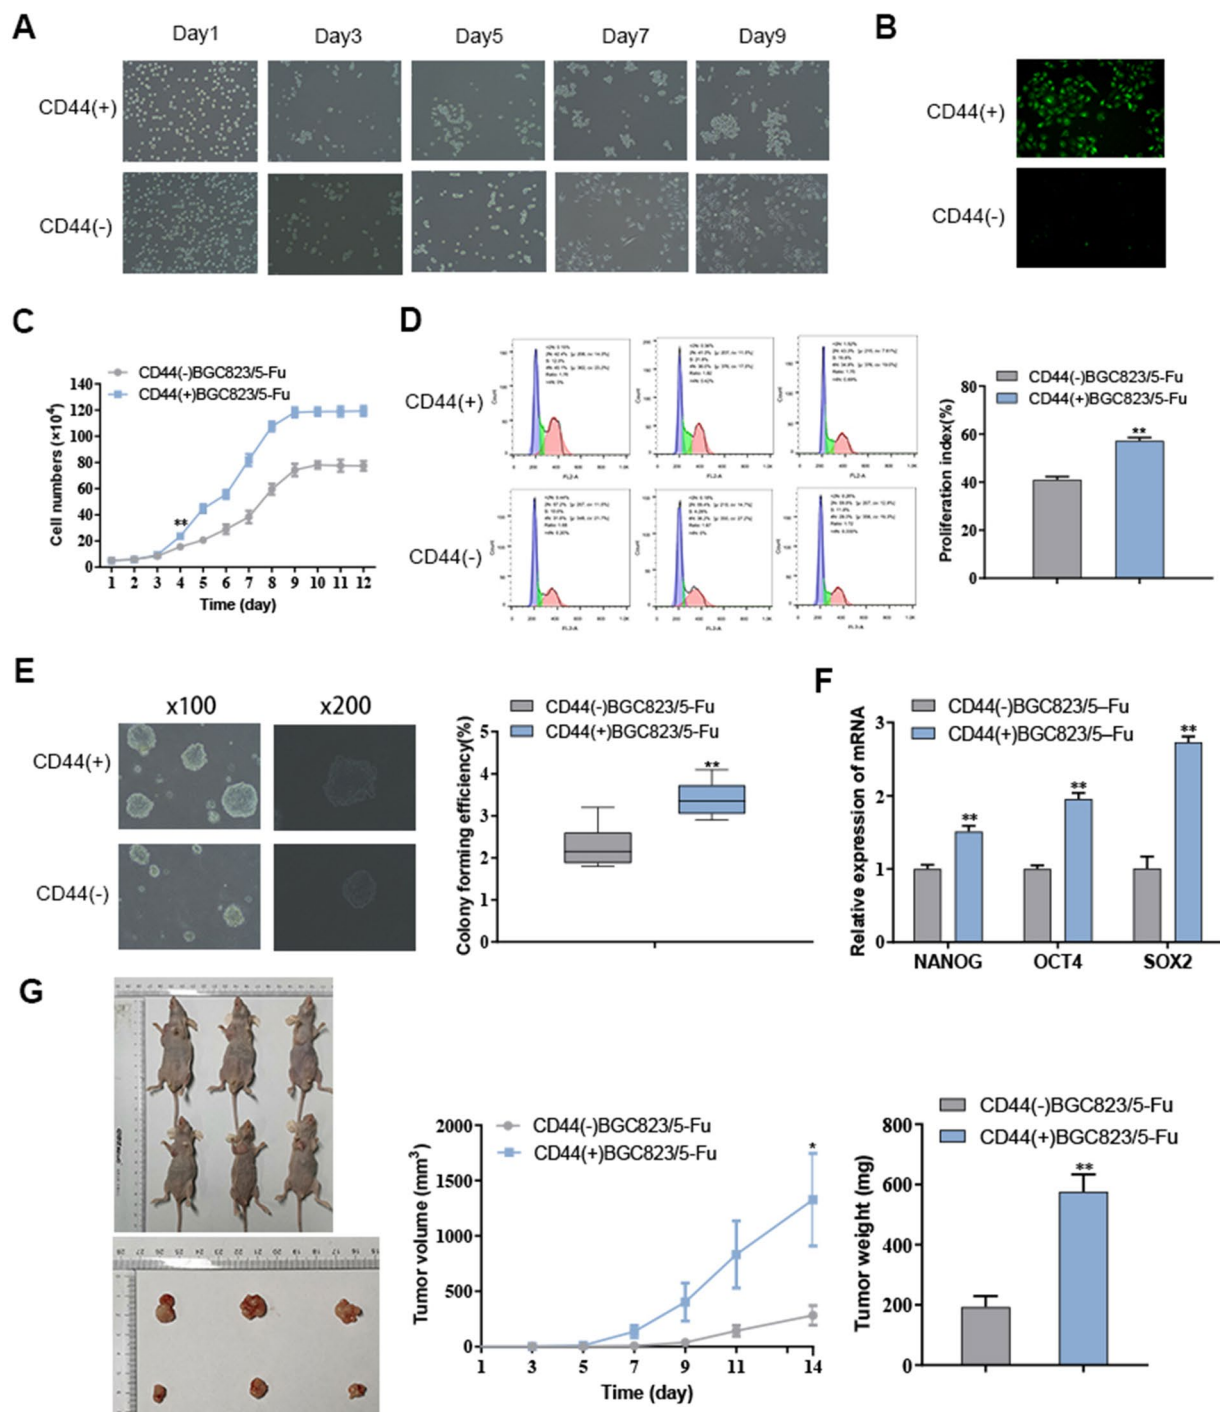 A
Day1
Day3
Day5
Day7
Day9
CD44(+)
CD44(-)
B
CD44(+)
CD44(-)
C
CD44(-)BGC823/5-Fu
CD44(+)BGC823/5-Fu
Cell numbers (×10⁴)
140
120
100
80
60
40
20
0
**
1 2 3 4 5 6 7 8 9 10 11 12
Time (day)
D
CD44(+)
CD44(-)
Count
FL2-A
CD44(-)BGC823/5-Fu
CD44(+)BGC823/5-Fu
Proliferation index(%)
80
60
40
20
0
**
E
x100
x200
CD44(+)
CD44(-)
CD44(-)BGC823/5-Fu
CD44(+)BGC823/5-Fu
Colony forming efficiency(%)
5
4
3
2
1
0
**
F
CD44(-)BGC823/5–Fu
CD44(+)BGC823/5–Fu
Relative expression of mRNA
3
2
1
0
**
**
**
NANOG OCT4 SOX2
G
CD44(-)BGC823/5-Fu
CD44(+)BGC823/5-Fu
Tumor volume (mm³)
2000
1500
1000
500
0
*
1 3 5 7 9 11 14
Time (day)
CD44(-)BGC823/5-Fu
CD44(+)BGC823/5-Fu
Tumor weight (mg)
800
600
400
200
0
**